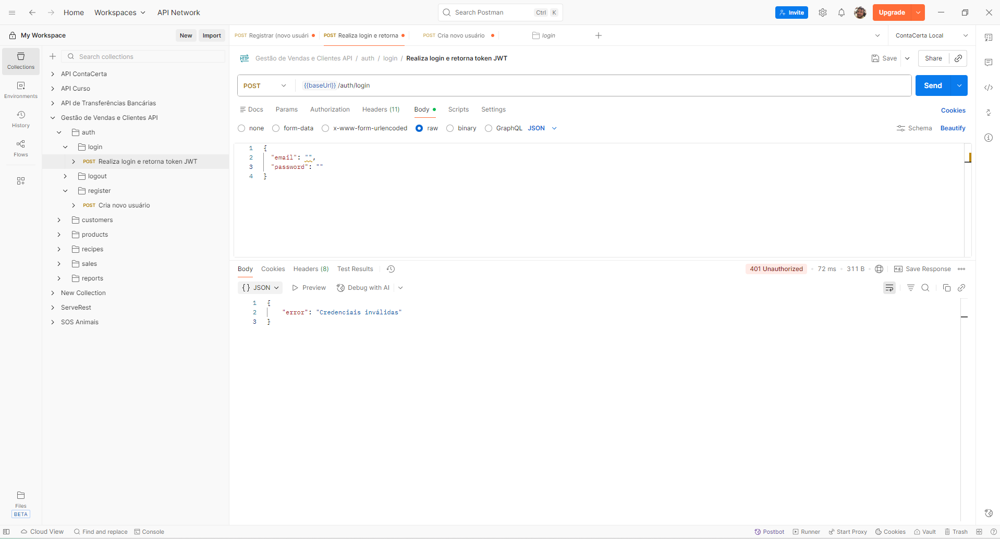 Home Workspaces API Network
Search Postman Ctrl K
Invite Upgrade
My Workspace New Import
POST Registrar (novo usuári POST Realiza login e retorna POST Cria novo usuário login ContaCerta Local
Collections
Environments
History
Flows
Files
BETA
Search collections
API ContaCerta
API Curso
API de Transferências Bancárias
Gestão de Vendas e Clientes API
auth
login
POST Realiza login e retorna token JWT
logout
register
POST Cria novo usuário
customers
products
recipes
sales
reports
New Collection
ServeRest
SOS Animais
HTTP Gestão de Vendas e Clientes API / auth / login / Realiza login e retorna token JWT Save Share
POST {{baseUrl}} /auth/login Send
Docs Params Authorization Headers (11) Body Scripts Settings Cookies
none form-data x-www-form-urlencoded raw binary GraphQL JSON Schema Beautify
1 {
2 "email": "",
3 "password": ""
4 }
Body Cookies Headers (8) Test Results 401 Unauthorized • 72 ms • 311 B • e.g. Save Response
{} JSON Preview Debug with AI
1 {
2 "error": "Credenciais inválidas"
3 }
Cloud View Find and replace Console Postbot Runner Start Proxy Cookies Vault Trash